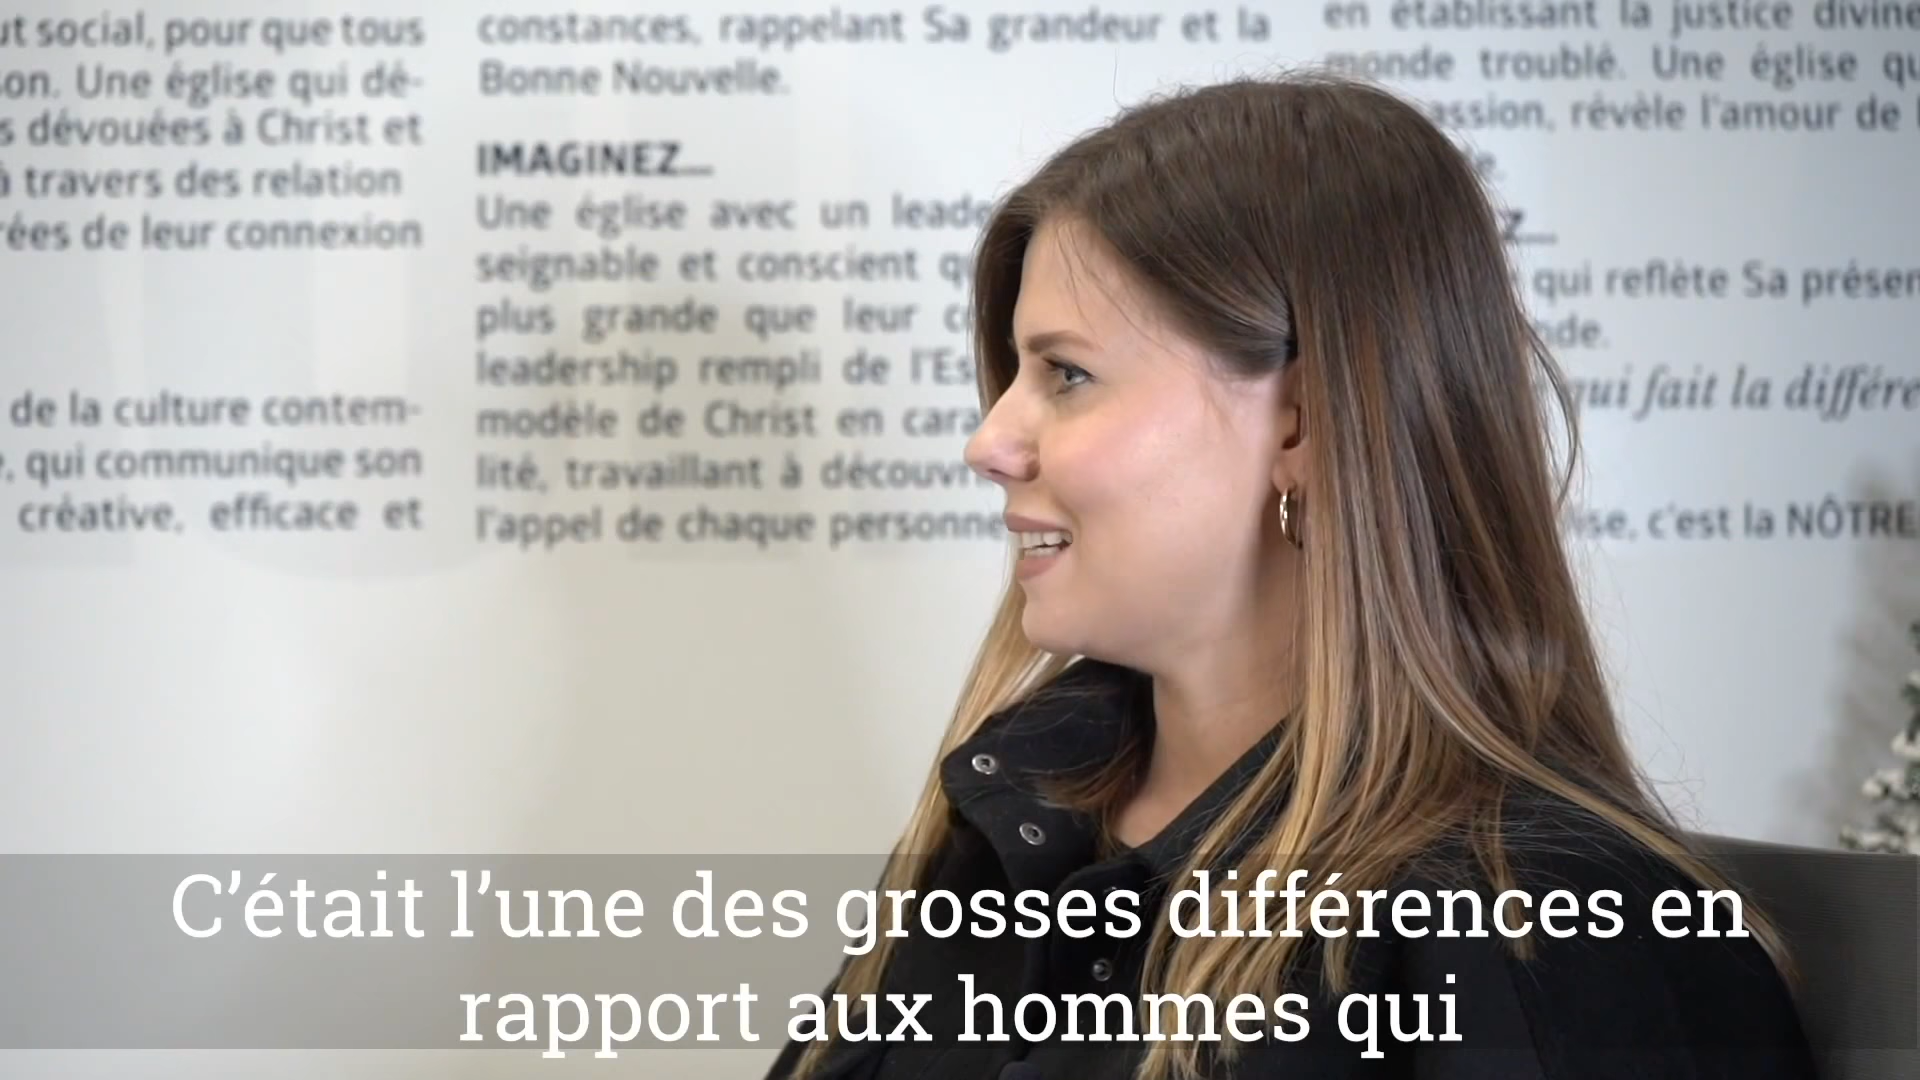 ut social, pour que tous
son. Une église qui dé-
s dévouées à Christ et
à travers des relation
rées de leur connexion
de la culture contem-
, qui communique son
créative, efficace et
constances, rappelant Sa grandeur et la
Bonne Nouvelle.
IMAGINEZ...
Une église avec un leade
seignable et conscient q
plus grande que leur c
leadership rempli de l'Es
modèle de Christ en cara
lité, travaillant à découvr
l'appel de chaque personne
en établissant la justice divine
monde troublé. Une église qu
assion, révèle l'amour de
e.
Z...
qui reflète Sa présen
nde.
qui fait la différe
se, c'est la NÔTRE
C’était l’une des grosses différences en
rapport aux hommes qui